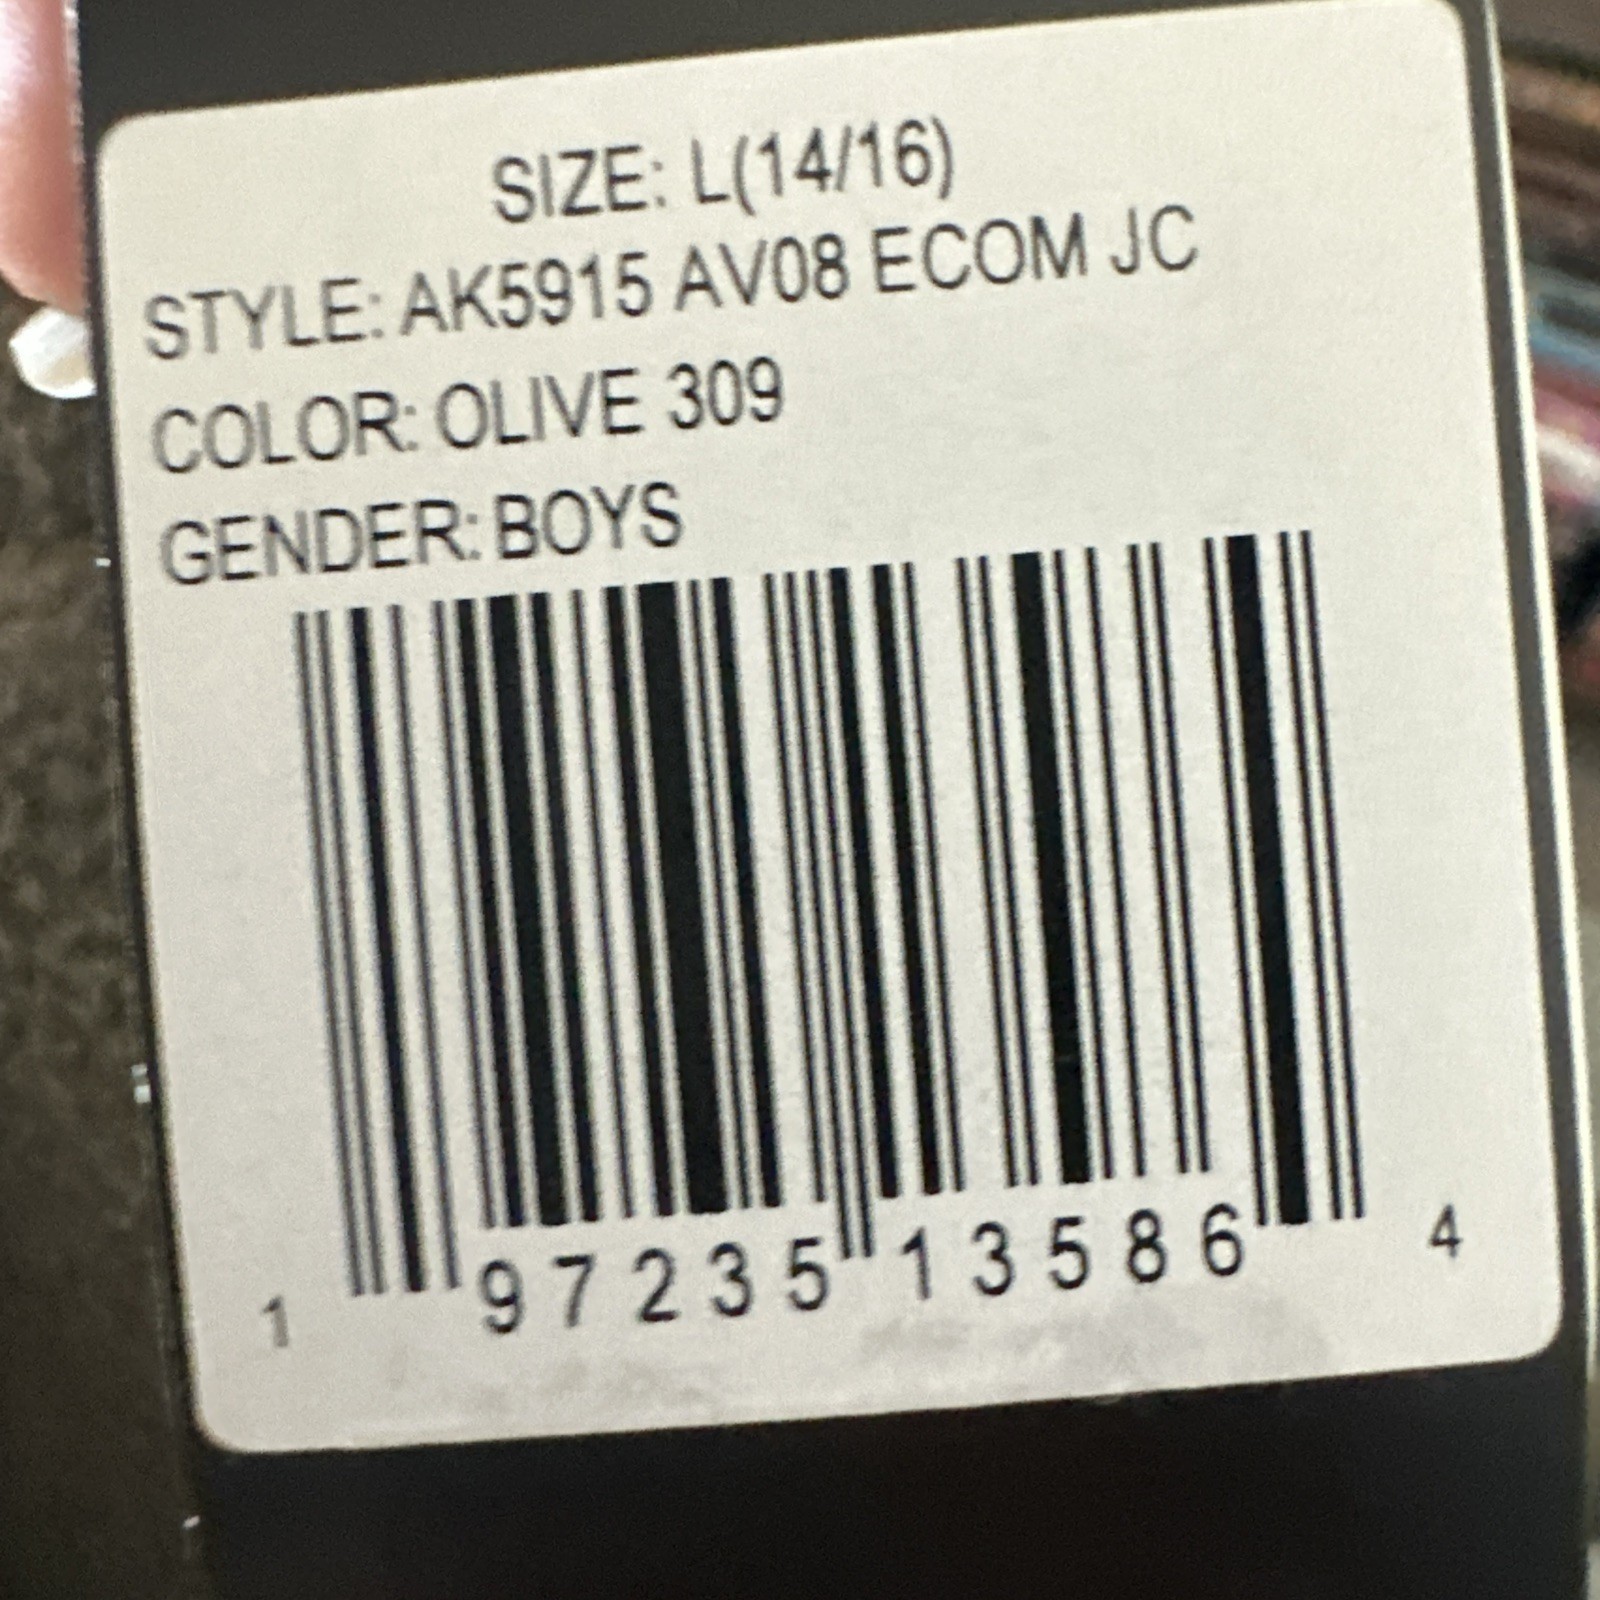 SIZE: L(14/16)
STYLE: AK5915 AV08 ECOM JC
COLOR: OLIVE 309
GENDER: BOYS
1 97235 13586 4